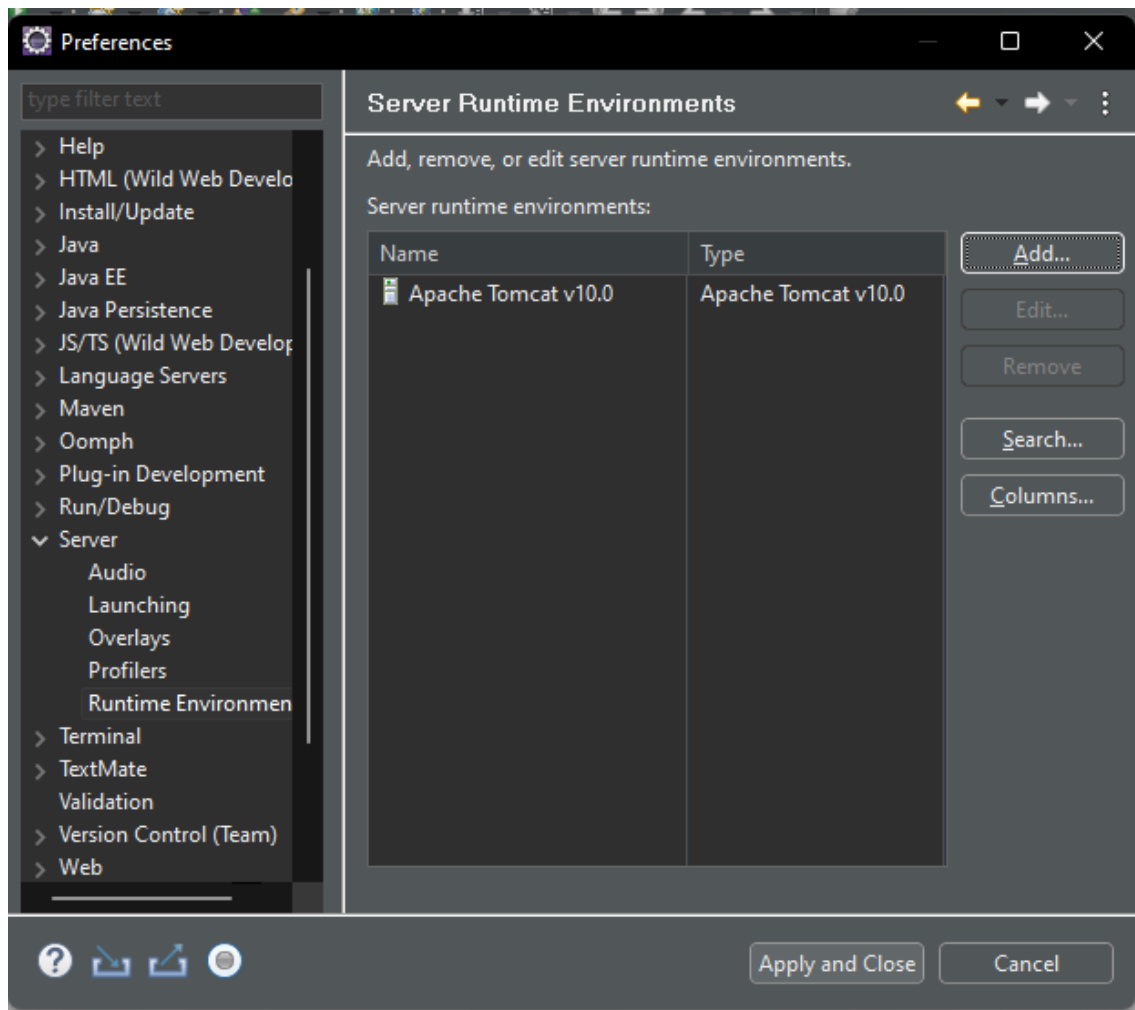 Preferences
type filter text
Help
HTML (Wild Web Develo
Install/Update
Java
Java EE
Java Persistence
JS/TS (Wild Web Develop
Language Servers
Maven
Oomph
Plug-in Development
Run/Debug
Server
Audio
Launching
Overlays
Profilers
Runtime Environmen
Terminal
TextMate
Validation
Version Control (Team)
Web
Server Runtime Environments
Add, remove, or edit server runtime environments.
Server runtime environments:
Name Type
Apache Tomcat v10.0 Apache Tomcat v10.0
Add...
Edit...
Remove
Search...
Columns...
Apply and Close Cancel